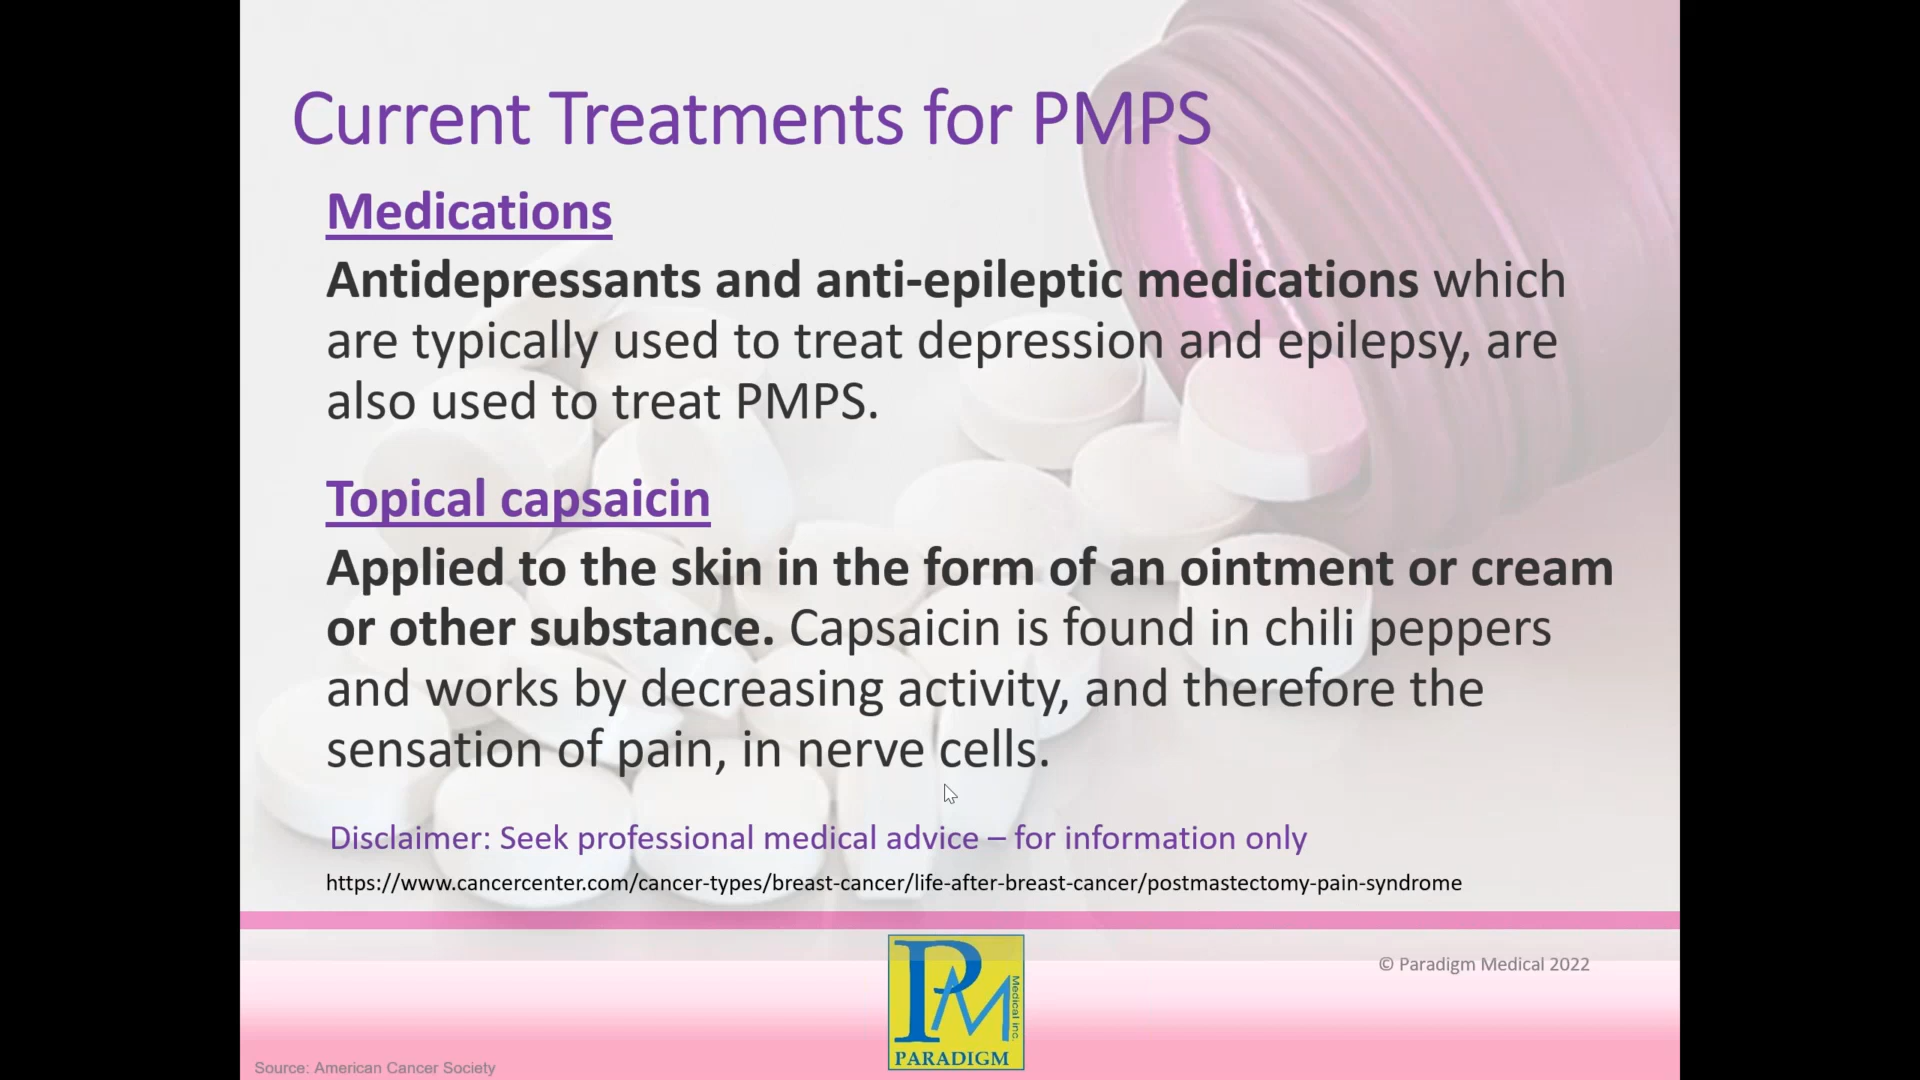 Current Treatments for PMPS
Medications
Antidepressants and anti-epileptic medications which
are typically used to treat depression and epilepsy, are
also used to treat PMPS.
Topical capsaicin
Applied to the skin in the form of an ointment or cream
or other substance. Capsaicin is found in chili peppers
and works by decreasing activity, and therefore the
sensation of pain, in nerve cells.
Disclaimer: Seek professional medical advice – for information only
https://www.cancercenter.com/cancer-types/breast-cancer/life-after-breast-cancer/postmastectomy-pain-syndrome
PM
Medical inc.
PARADIGM
© Paradigm Medical 2022
Source: American Cancer Society